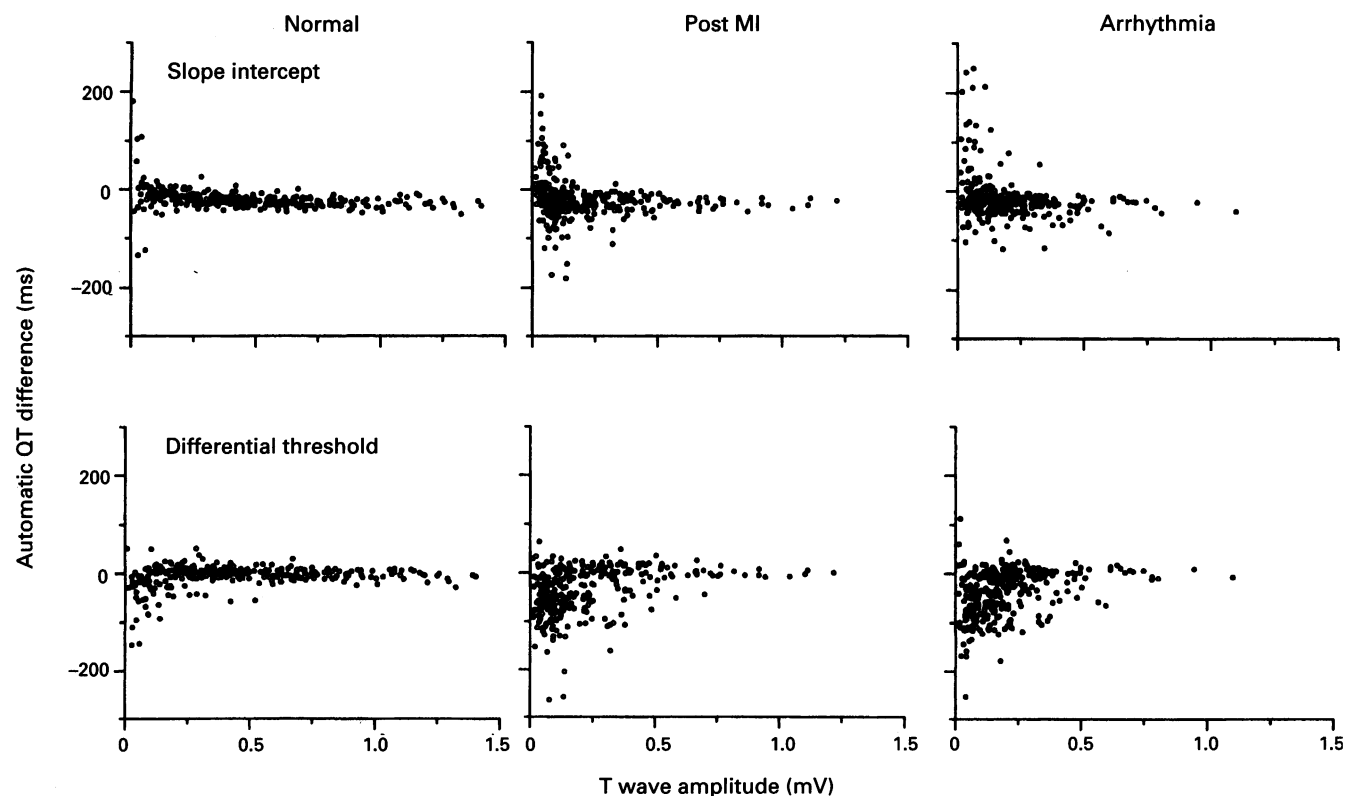 Normal
Post MI
Arrhythmia
Slope intercept
200
0
−200
Automatic QT difference (ms)
Differential threshold
200
0
−200
0 0.5 1.0 1.5
0 0.5 1.0 1.5
0 0.5 1.0 1.5
T wave amplitude (mV)